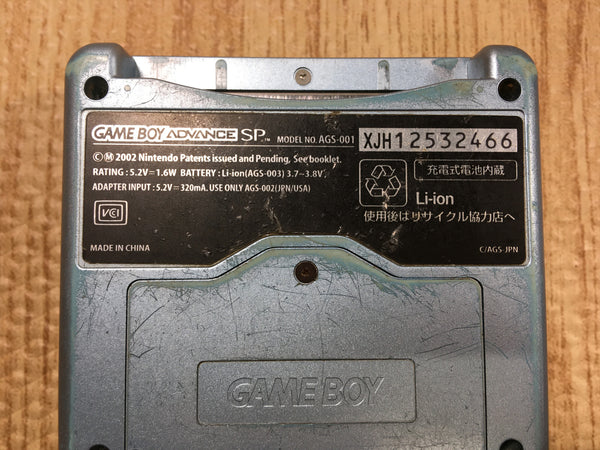 GAME BOY ADVANCE SP™ MODEL NO. AGS-001 XJH12532466
©Ⓜ 2002 Nintendo Patents issued and Pending, See booklet.
RATING : 5.2V⎓1.6W BATTERY : Li-ion(AGS-003) 3.7–3.8V⎓
ADAPTER INPUT : 5.2V⎓320mA. USE ONLY AGS-002(JPN/USA)
VCI
MADE IN CHINA
充電式電池内蔵
Li-ion
使用後はリサイクル協力店へ
C/AGS-JPN
GAME BOY